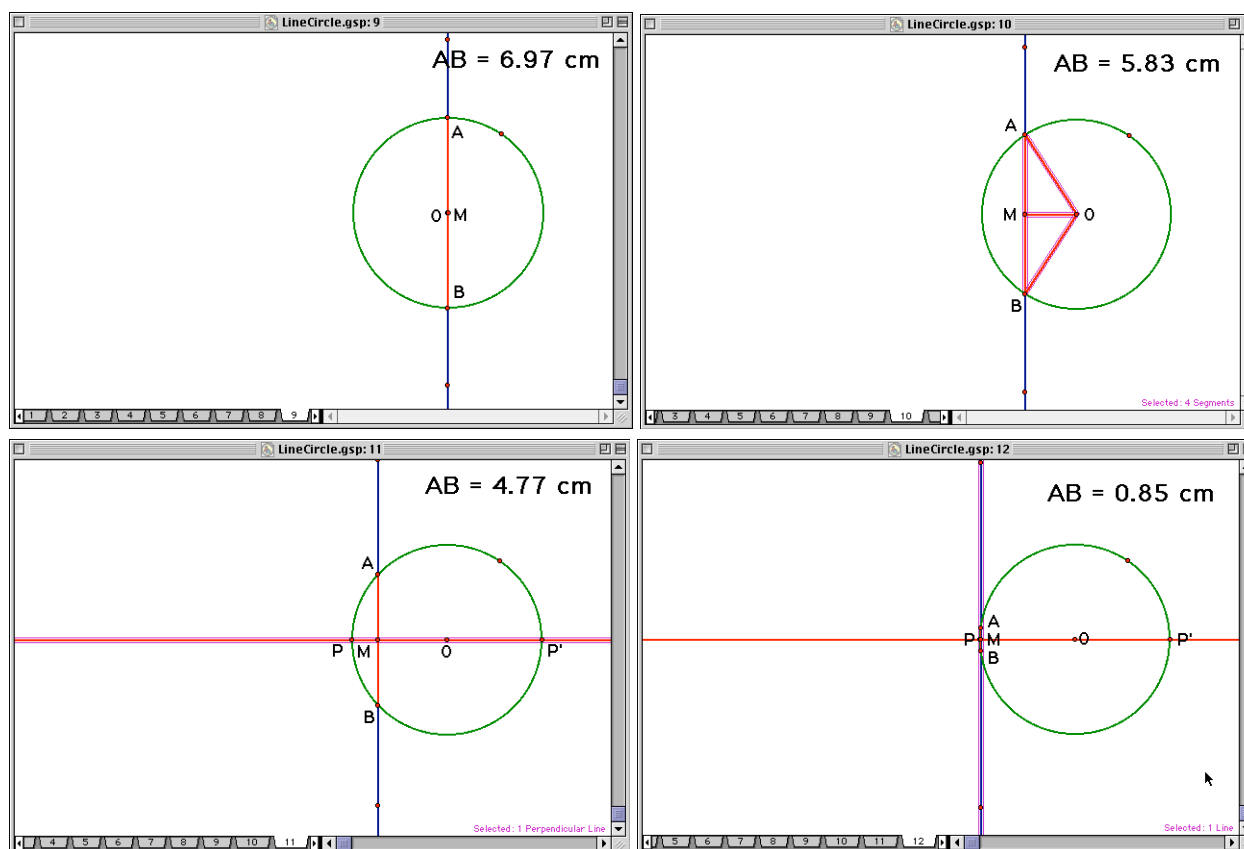 LineCircle.gsp: 9
AB = 6.97 cm
A
O M
B
1 2 3 4 5 6 7 8 9
LineCircle.gsp: 10
AB = 5.83 cm
A
M O
B
Selected: 4 Segments
3 4 5 6 7 8 9 10
LineCircle.gsp: 11
AB = 4.77 cm
A
P M O P'
B
Selected: 1 Perpendicular Line
4 5 6 7 8 9 10 11
LineCircle.gsp: 12
AB = 0.85 cm
A
P M O P'
B
Selected: 1 Line
5 6 7 8 9 10 11 12